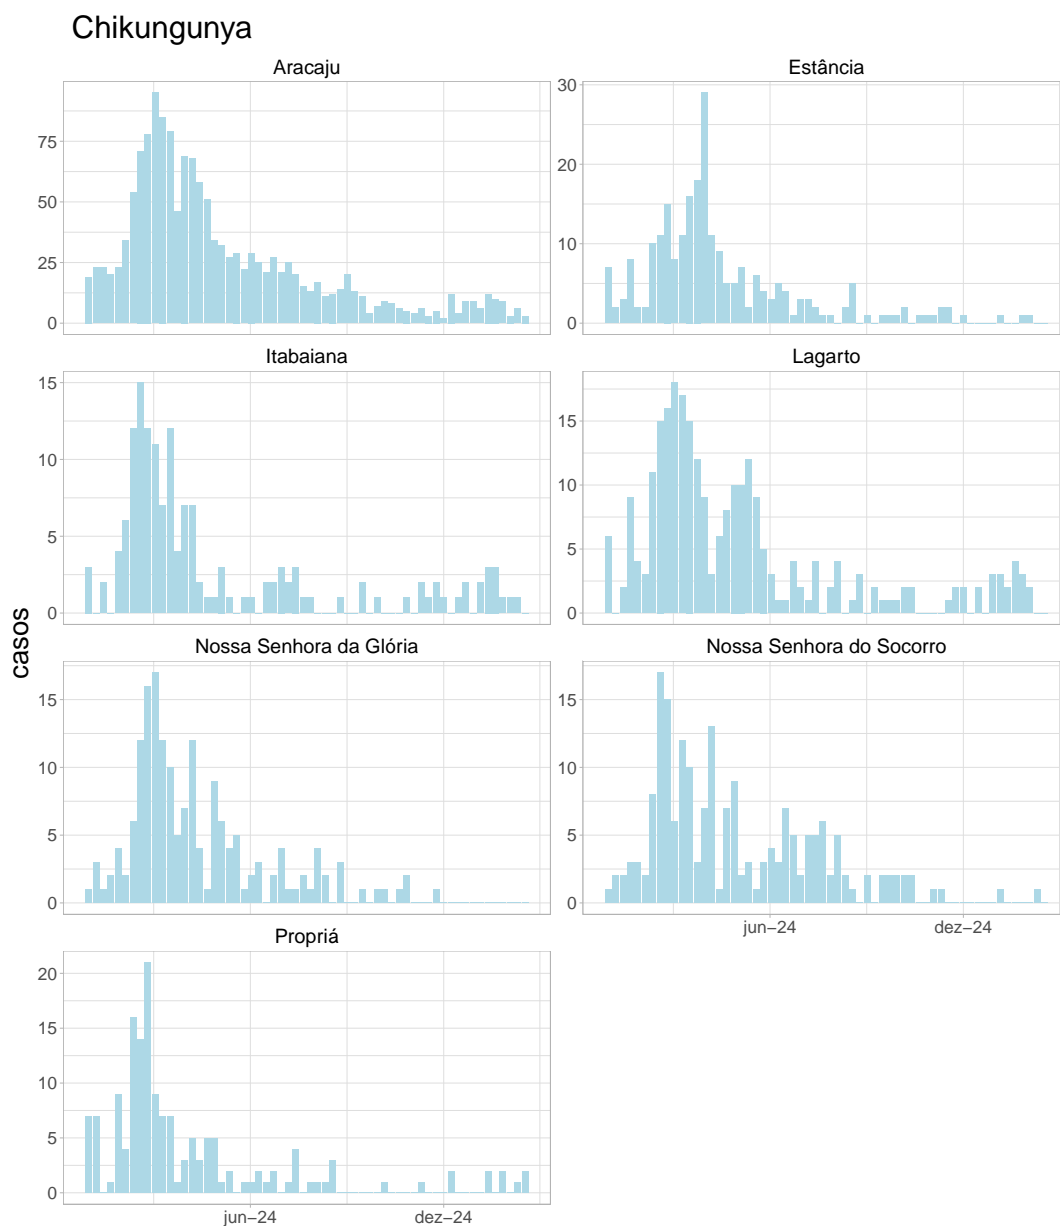 Chikungunya
Aracaju
Estância
75
50
25
0
30
20
10
0
Itabaiana
Lagarto
15
10
5
0
15
10
5
0
casos
Nossa Senhora da Glória
Nossa Senhora do Socorro
15
10
5
0
15
10
5
0
jun−24
dez−24
Propriá
20
15
10
5
0
jun−24
dez−24